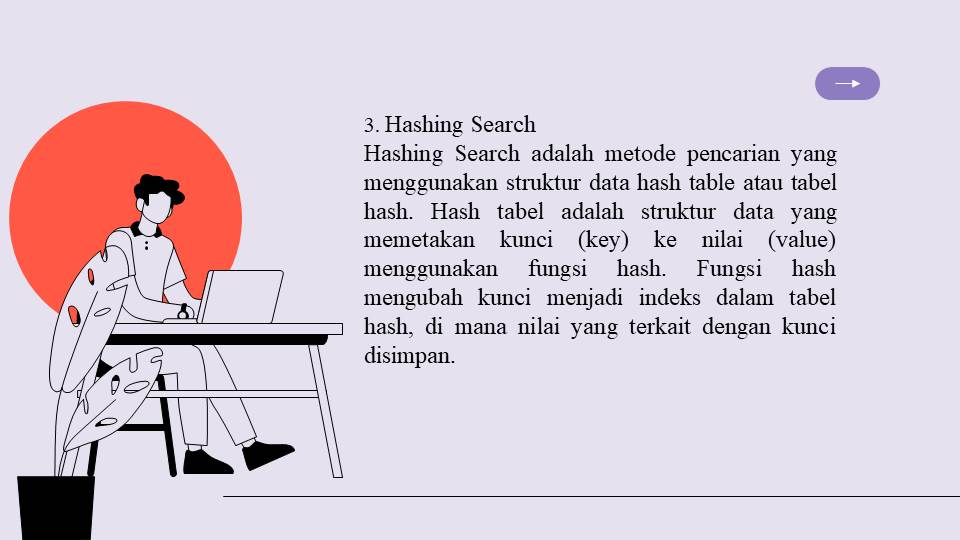 3. Hashing Search
Hashing Search adalah metode pencarian yang
menggunakan struktur data hash table atau tabel
hash. Hash tabel adalah struktur data yang
memetakan kunci (key) ke nilai (value)
menggunakan fungsi hash. Fungsi hash
mengubah kunci menjadi indeks dalam tabel
hash, di mana nilai yang terkait dengan kunci
disimpan.